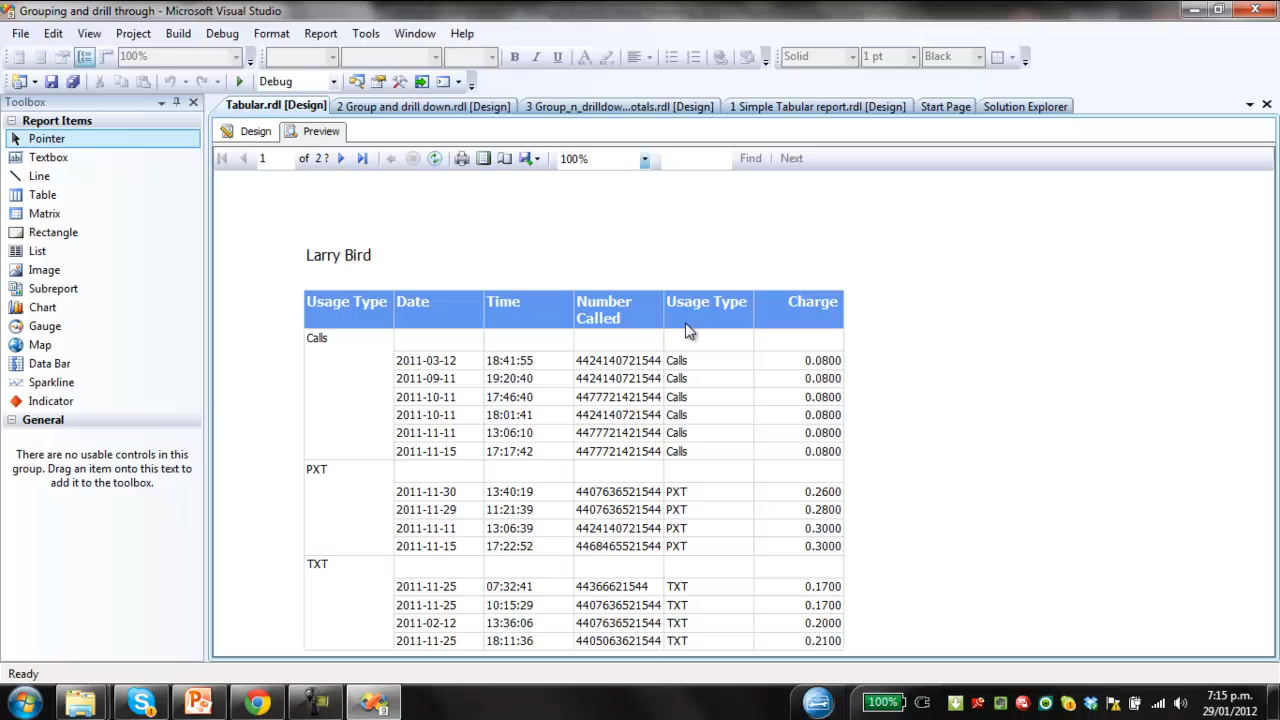 Grouping and drill through - Microsoft Visual Studio
File Edit View Project Build Debug Format Report Tools Window Help
100% B I U A Solid 1 pt Black
Debug
Toolbox
Tabular.rdl [Design] 2 Group and drill down.rdl [Design] 3 Group_n_drilldow...otals.rdl [Design] 1 Simple Tabular report.rdl [Design] Start Page Solution Explorer
Report Items
Pointer
Textbox
Line
Table
Matrix
Rectangle
List
Image
Subreport
Chart
Gauge
Map
Data Bar
Sparkline
Indicator
General
There are no usable controls in this
group. Drag an item onto this text to
add it to the toolbox.
Design Preview
1 of 2 ? 100% Find Next
Larry Bird
Usage Type Date Time Number Called Usage Type Charge
Calls
2011-03-12 18:41:55 4424140721544 Calls 0.0800
2011-09-11 19:20:40 4424140721544 Calls 0.0800
2011-10-11 17:46:40 4477721421544 Calls 0.0800
2011-10-11 18:01:41 4424140721544 Calls 0.0800
2011-11-11 13:06:10 4477721421544 Calls 0.0800
2011-11-15 17:17:42 4477721421544 Calls 0.0800
PXT
2011-11-30 13:40:19 4407636521544 PXT 0.2600
2011-11-29 11:21:39 4407636521544 PXT 0.2800
2011-11-11 13:06:39 4424140721544 PXT 0.3000
2011-11-15 17:22:52 4468465521544 PXT 0.3000
TXT
2011-11-25 07:32:41 44366621544 TXT 0.1700
2011-11-25 10:15:29 4407636521544 TXT 0.1700
2011-02-12 13:36:06 4407636521544 TXT 0.2000
2011-11-25 18:11:36 4405063621544 TXT 0.2100
Ready
100%
7:15 p.m.
29/01/2012